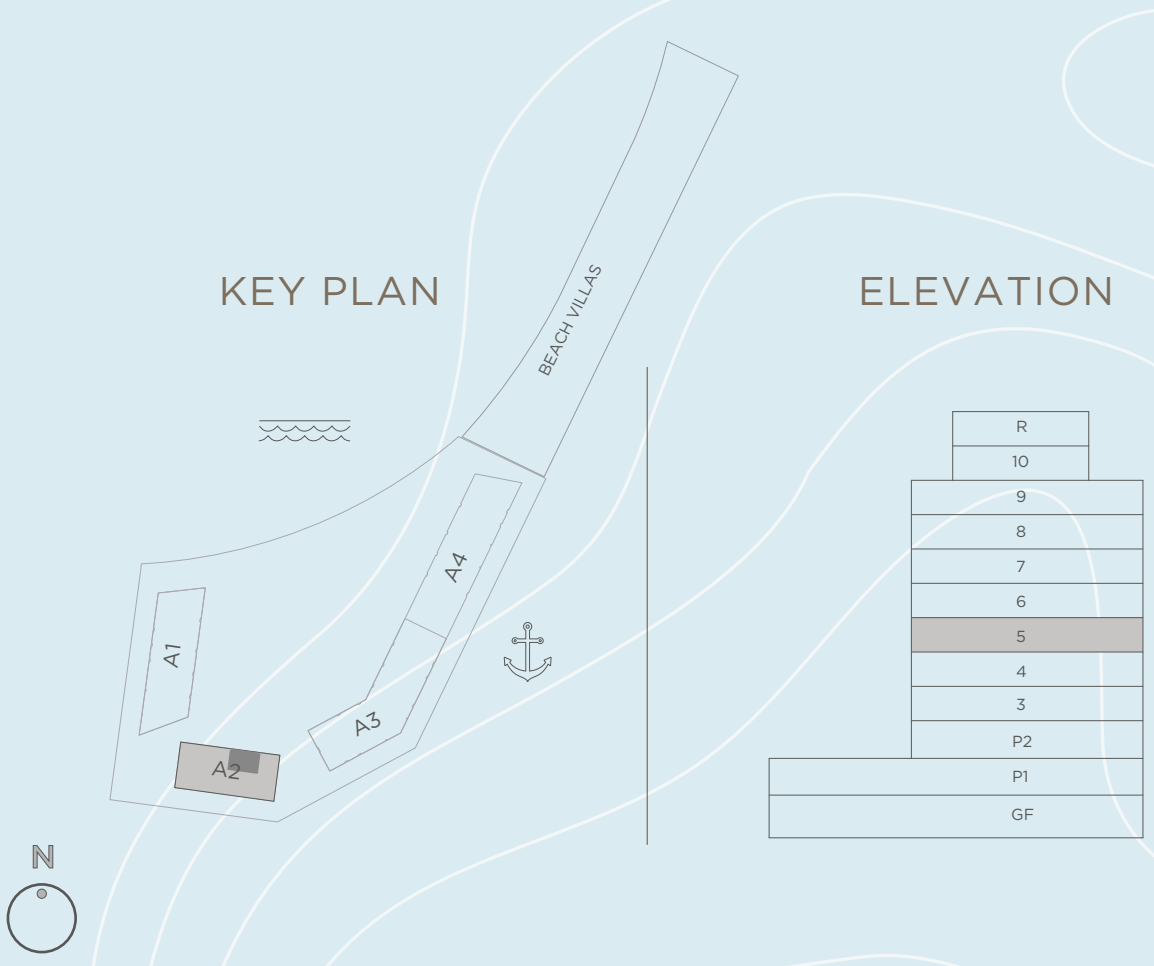 KEY PLAN
BEACH VILLAS
A4
A1
A3
A2
N
ELEVATION
R
10
9
8
7
6
5
4
3
P2
P1
GF